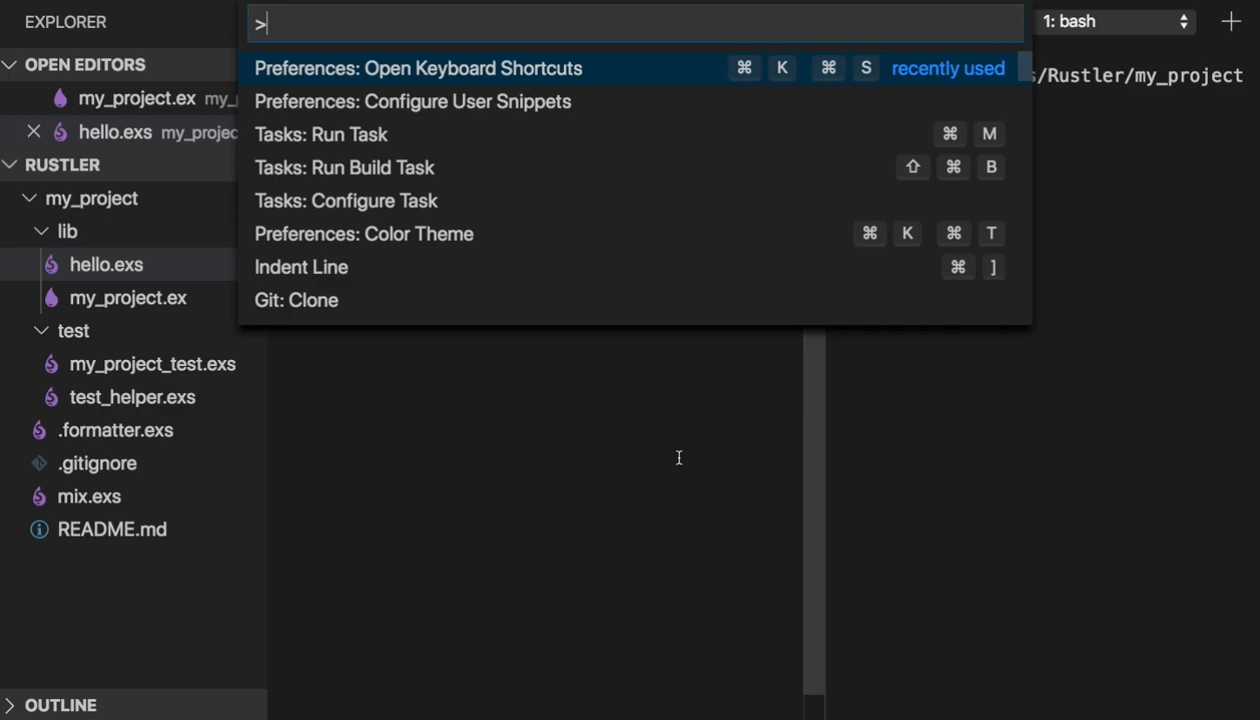 EXPLORER
>
1: bash
OPEN EDITORS
my_project.ex my_
hello.exs my_projec
RUSTLER
my_project
lib
hello.exs
my_project.ex
test
my_project_test.exs
test_helper.exs
.formatter.exs
.gitignore
mix.exs
README.md
OUTLINE
Preferences: Open Keyboard Shortcuts ⌘ K ⌘ S recently used
Preferences: Configure User Snippets
Tasks: Run Task ⌘ M
Tasks: Run Build Task ⇧ ⌘ B
Tasks: Configure Task
Preferences: Color Theme ⌘ K ⌘ T
Indent Line ⌘ ]
Git: Clone
/Rustler/my_project